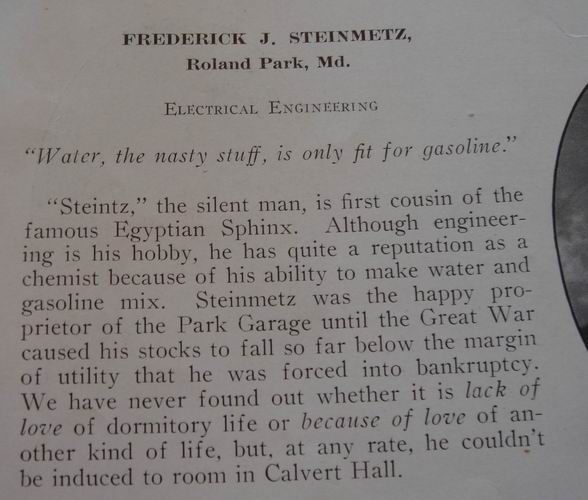 FREDERICK J. STEINMETZ,
Roland Park, Md.
ELECTRICAL ENGINEERING
"Water, the nasty stuff, is only fit for gasoline."
"Steintz," the silent man, is first cousin of the
famous Egyptian Sphinx. Although engineer-
ing is his hobby, he has quite a reputation as a
chemist because of his ability to make water and
gasoline mix. Steinmetz was the happy pro-
prietor of the Park Garage until the Great War
caused his stocks to fall so far below the margin
of utility that he was forced into bankruptcy.
We have never found out whether it is lack of
love of dormitory life or because of love of an-
other kind of life, but, at any rate, he couldn't
be induced to room in Calvert Hall.